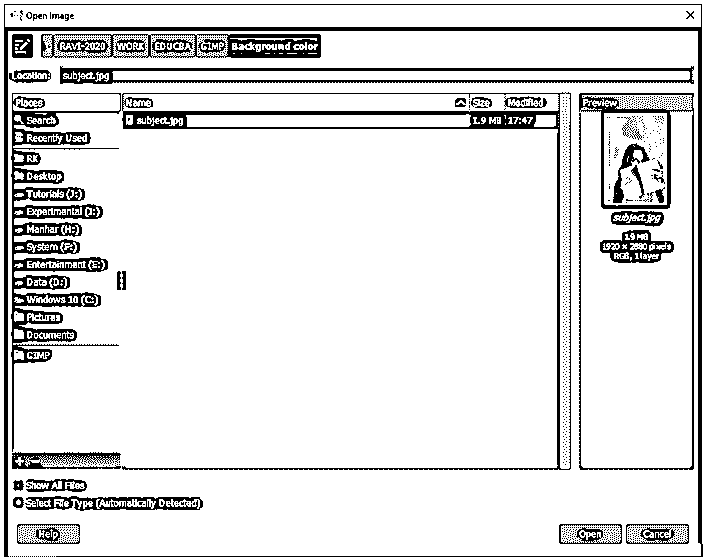 Open Image
RAVI-2020 WORK EDUCBA GIMP Background color
Location: subject.jpg
Places Name Size Modified Preview
Search subject.jpg 1.9 MB 17:47
Recently Used
RK
Desktop
Tutorials (J:)
Experimantal (I:)
Manhar (H:)
System (F:)
Entertainment (E:)
Data (D:)
Windows 10 (C:)
Pictures
Documents
GIMP
subject.jpg
1.9 MB
1920 × 2880 pixels
RGB, 1 layer
Show All Files
Select File Type (Automatically Detected)
Help Open Cancel